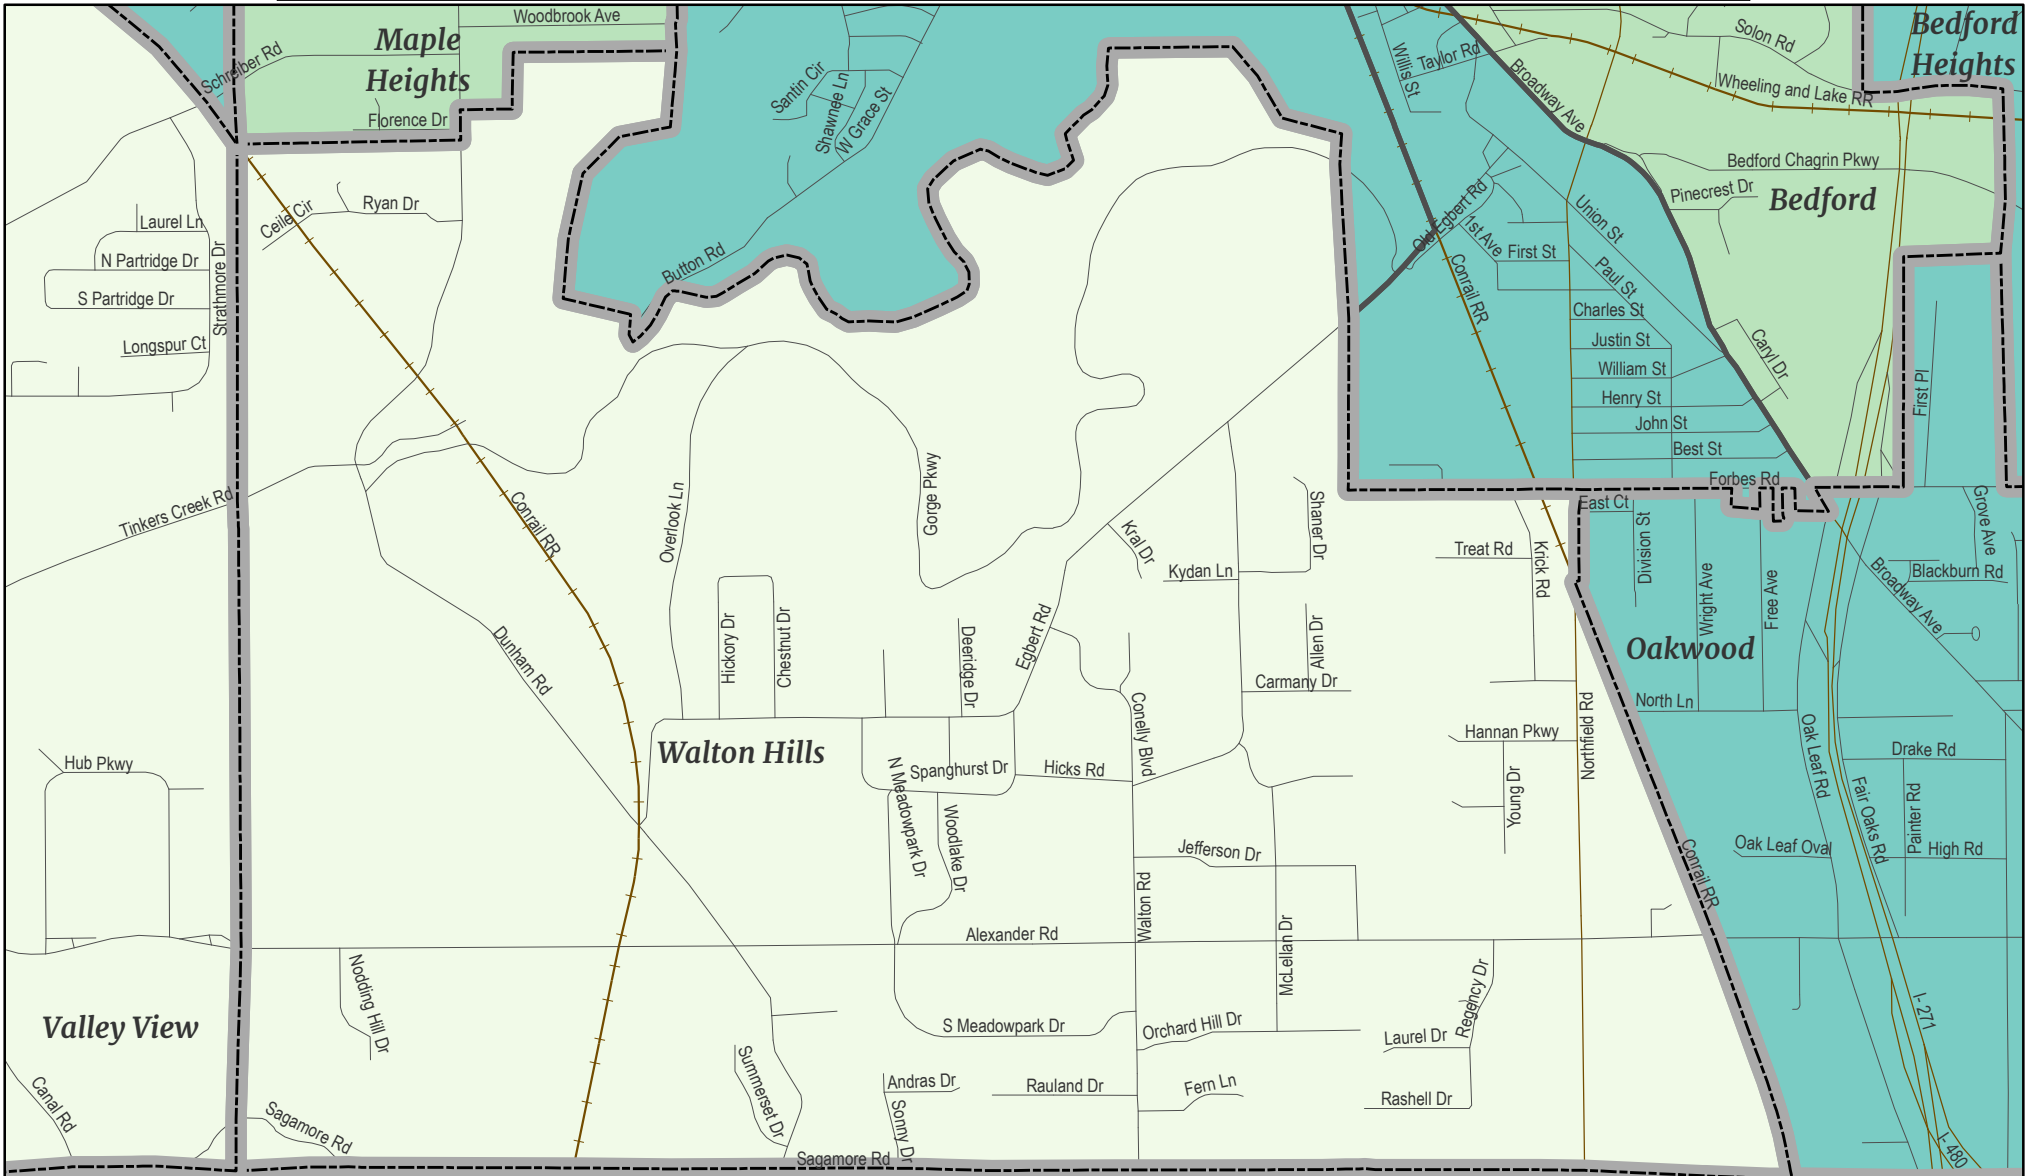 Woodbrook Ave
Maple
Heights
Schreiber Rd
Florence Dr
Santin Cir
Shawnee Ln
W Grace St
Willis St
Taylor Rd
Broadway Ave
Solon Rd
Wheeling and Lake RR
Bedford
Heights
Bedford Chagrin Pkwy
Pinecrest Dr
Bedford
Laurel Ln
N Partridge Dr
S Partridge Dr
Longspur Ct
Strathmore Dr
Ceile Cir
Ryan Dr
Button Rd
Old Egbert Rd
1st Ave
First St
Union St
Paul St
Conrail RR
Charles St
Justin St
William St
Henry St
John St
Best St
Caryl Dr
First Pl
Forbes Rd
Tinkers Creek Rd
Conrail RR
Overlook Ln
Gorge Pkwy
Kral Dr
Kydan Ln
Shaner Dr
Treat Rd
Krick Rd
East Ct
Division St
Wright Ave
Free Ave
Grove Ave
Blackburn Rd
Broadway Ave
Dunham Rd
Hickory Dr
Chestnut Dr
Deeridge Dr
Egbert Rd
Allen Dr
Carmany Dr
Oakwood
North Ln
Northfield Rd
Hub Pkwy
Walton Hills
N Meadowpark Dr
Spanghurst Dr
Hicks Rd
Conelly Blvd
Hannan Pkwy
Young Dr
Oak Leaf Rd
Drake Rd
Fair Oaks Rd
Painter Rd
Oak Leaf Oval
High Rd
Woodlake Dr
Jefferson Dr
Walton Rd
Conrail RR
Alexander Rd
McLellan Dr
Nodding Hill Dr
Valley View
S Meadowpark Dr
Orchard Hill Dr
Laurel Dr
Regency Dr
I-271
Canal Rd
Sagamore Rd
Summerset Dr
Andras Dr
Sonny Dr
Rauland Dr
Fern Ln
Rashell Dr
Sagamore Rd
I-480